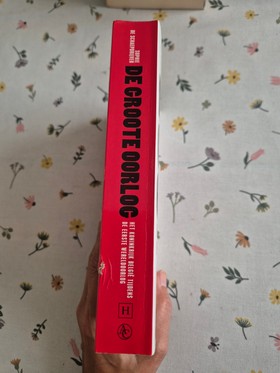 SOPHIE
DE SCHAEPDRIJVER
DE GROOTE OORLOG
HET KONINKRIJK BELGIË TIJDENS
DE EERSTE WERELDOORLOG
H